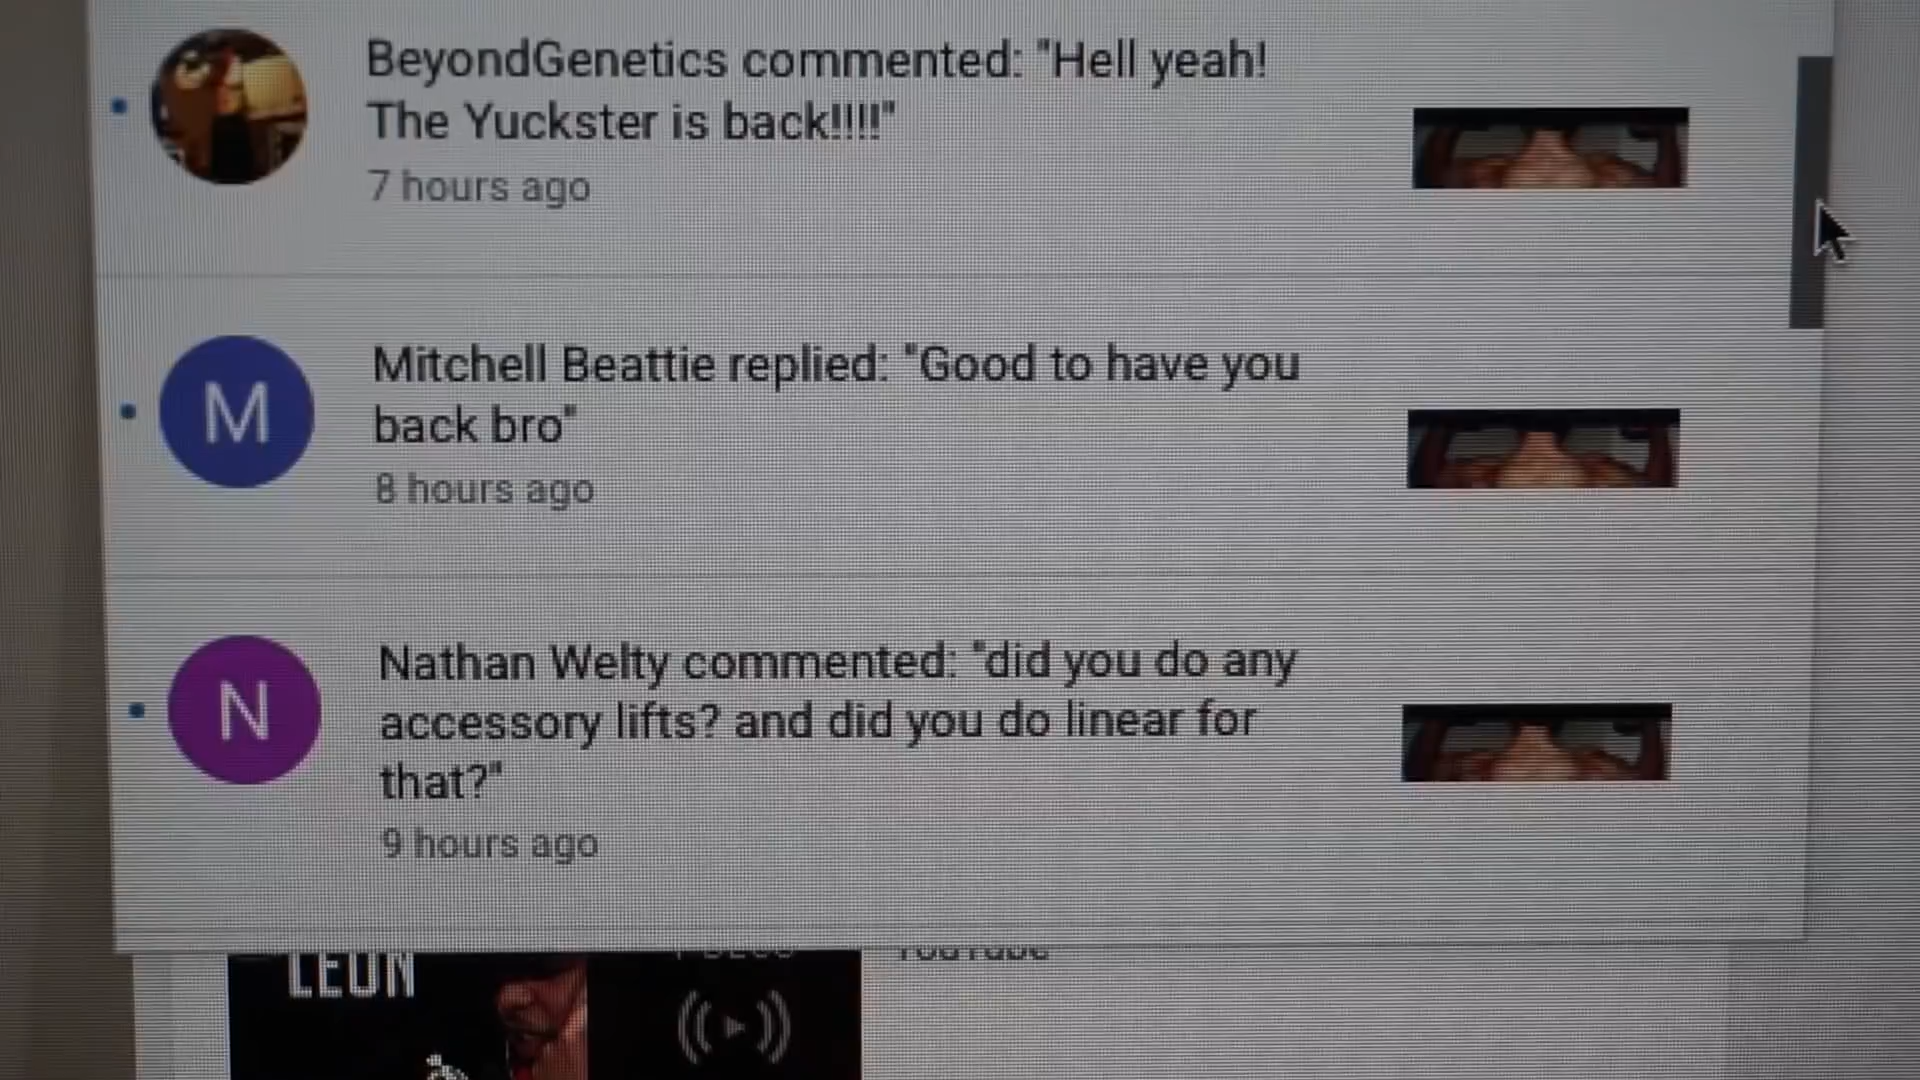 BeyondGenetics commented: "Hell yeah!
The Yuckster is back!!!!"
7 hours ago
M
Mitchell Beattie replied: "Good to have you
back bro"
8 hours ago
N
Nathan Welty commented: "did you do any
accessory lifts? and did you do linear for
that?"
9 hours ago
LEON
YouTube